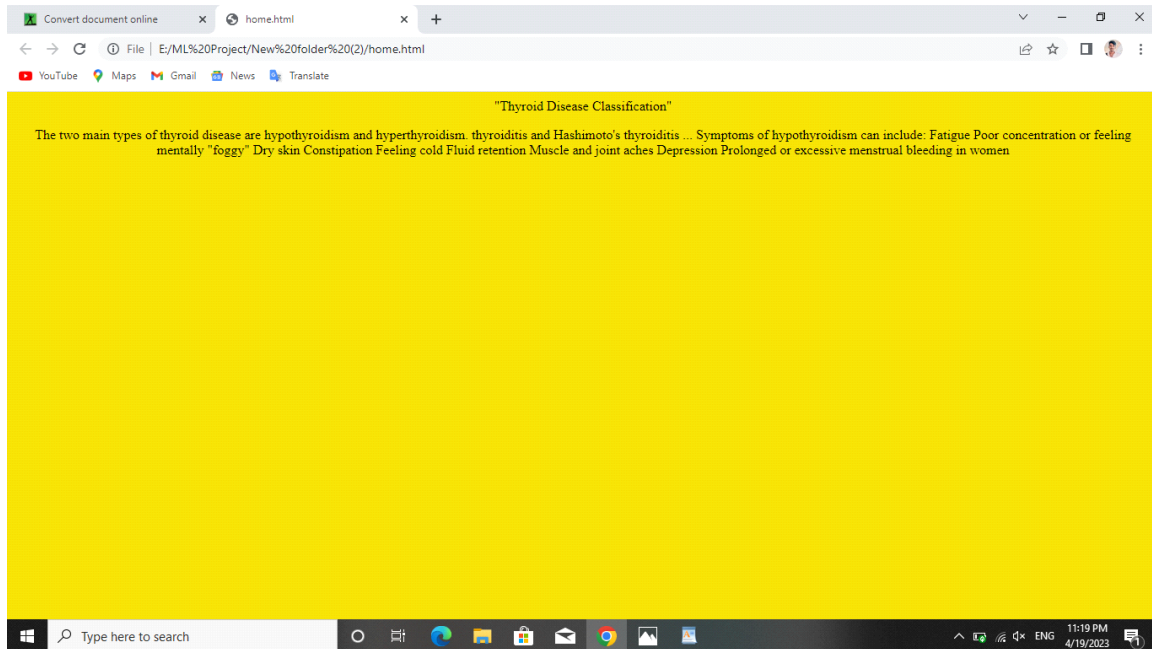 Convert document online
home.html
File
E:/ML%20Project/New%20folder%20(2)/home.html
YouTube
Maps
Gmail
News
Translate
"Thyroid Disease Classification"
The two main types of thyroid disease are hypothyroidism and hyperthyroidism. thyroiditis and Hashimoto's thyroiditis ... Symptoms of hypothyroidism can include: Fatigue Poor concentration or feeling
mentally "foggy" Dry skin Constipation Feeling cold Fluid retention Muscle and joint aches Depression Prolonged or excessive menstrual bleeding in women
Type here to search
ENG
11:19 PM
4/19/2023
1